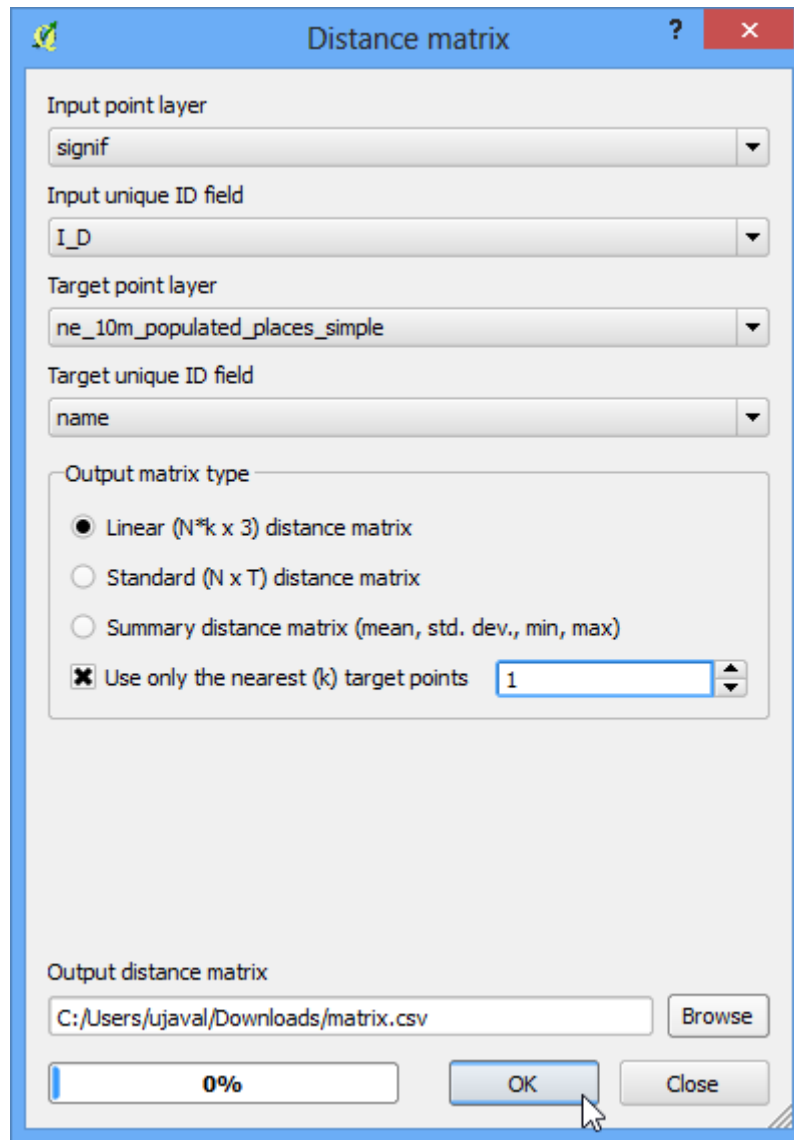 Distance matrix
?
×
Input point layer
signif
Input unique ID field
I_D
Target point layer
ne_10m_populated_places_simple
Target unique ID field
name
Output matrix type
Linear (N*k x 3) distance matrix
Standard (N x T) distance matrix
Summary distance matrix (mean, std. dev., min, max)
Use only the nearest (k) target points 1
Output distance matrix
C:/Users/ujaval/Downloads/matrix.csv Browse
0% OK Close